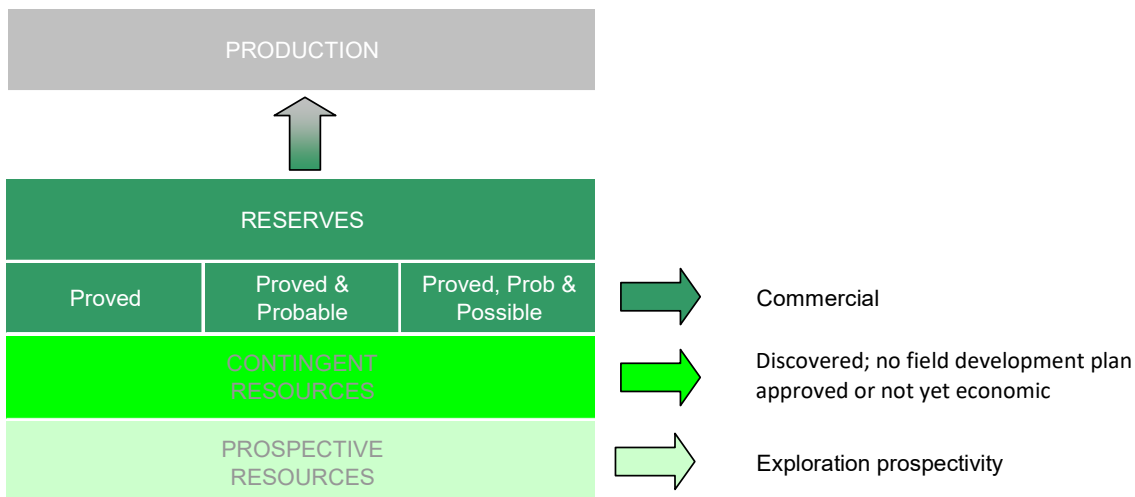 PRODUCTION
RESERVES
Proved
Proved &
Probable
Proved, Prob &
Possible
Commercial
CONTINGENT
RESOURCES
Discovered; no field development plan
approved or not yet economic
PROSPECTIVE
RESOURCES
Exploration prospectivity